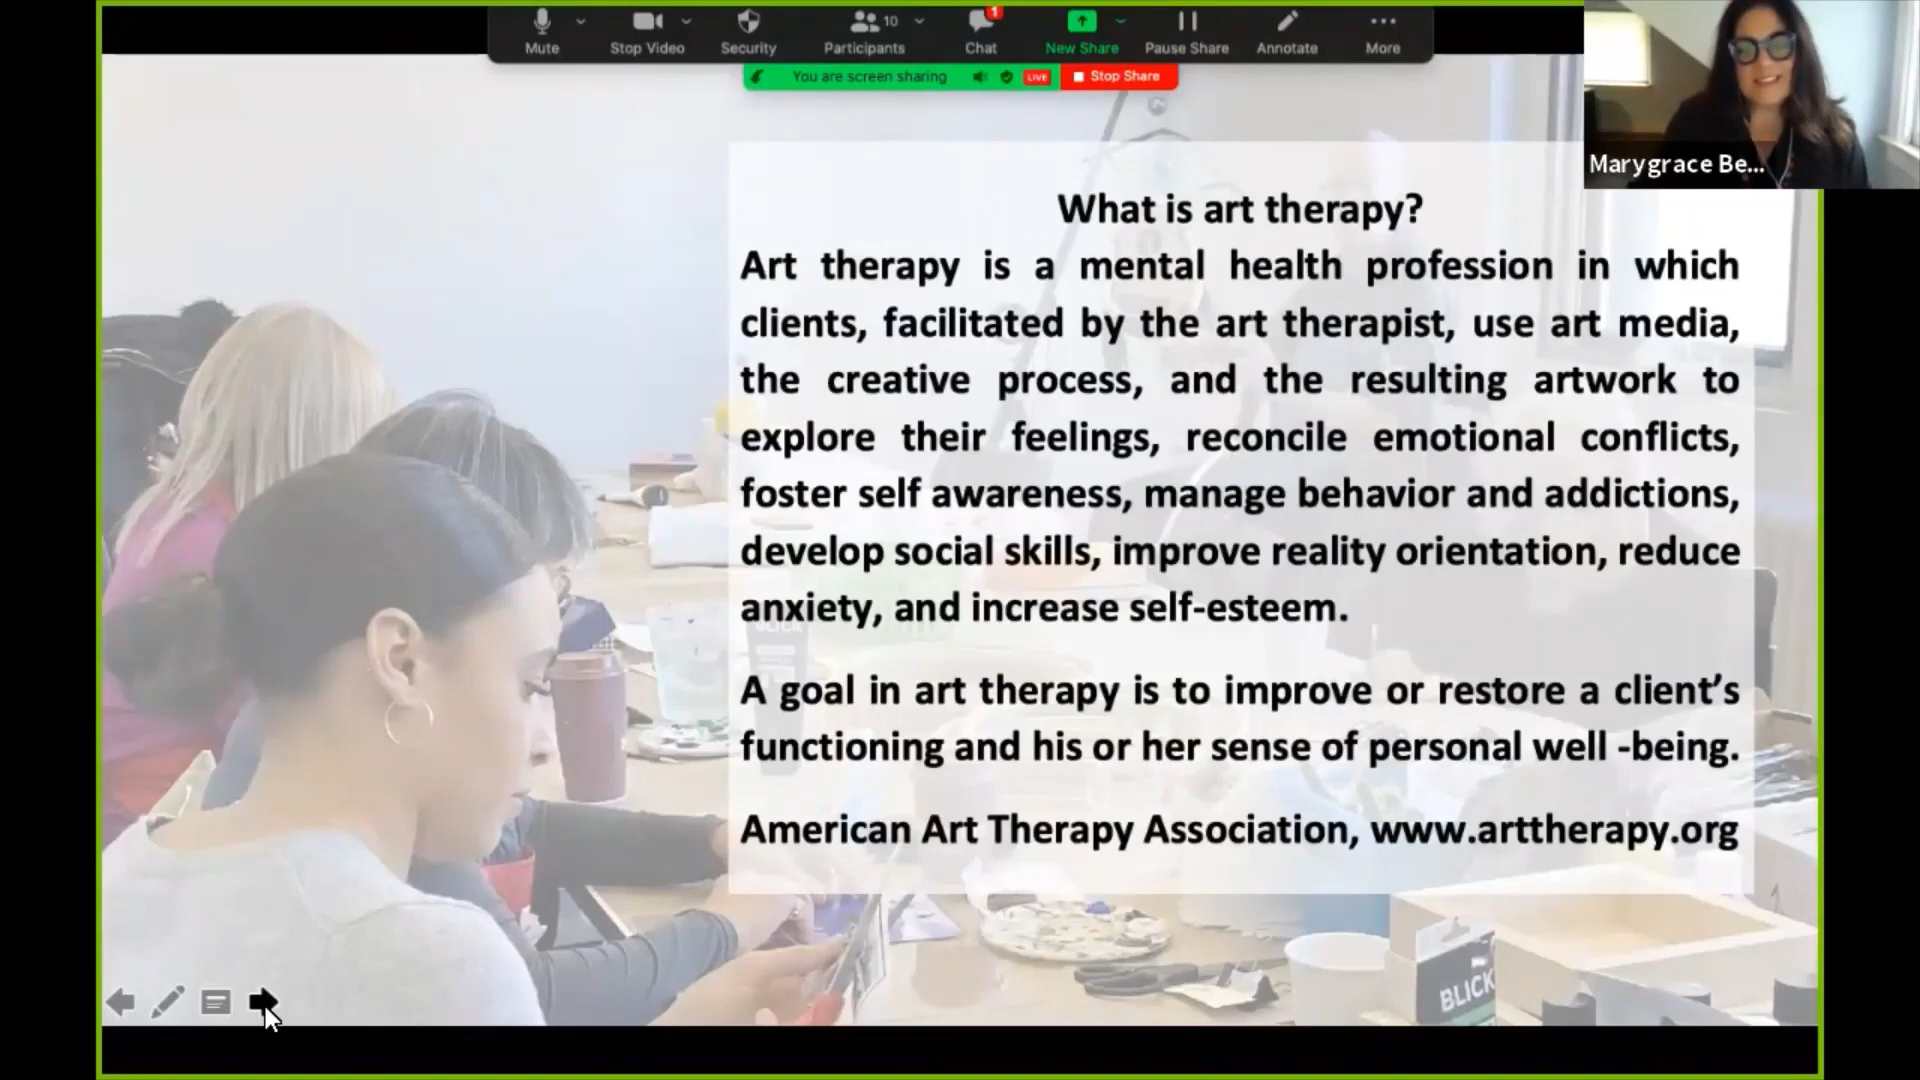 Mute
Stop Video
Security
10
Participants
1
Chat
New Share
Pause Share
Annotate
More
You are screen sharing
LIVE
Stop Share
Marygrace Be...
What is art therapy?
Art therapy is a mental health profession in which
clients, facilitated by the art therapist, use art media,
the creative process, and the resulting artwork to
explore their feelings, reconcile emotional conflicts,
foster self awareness, manage behavior and addictions,
develop social skills, improve reality orientation, reduce
anxiety, and increase self-esteem.
A goal in art therapy is to improve or restore a client’s
functioning and his or her sense of personal well -being.
American Art Therapy Association, www.arttherapy.org
BLICK